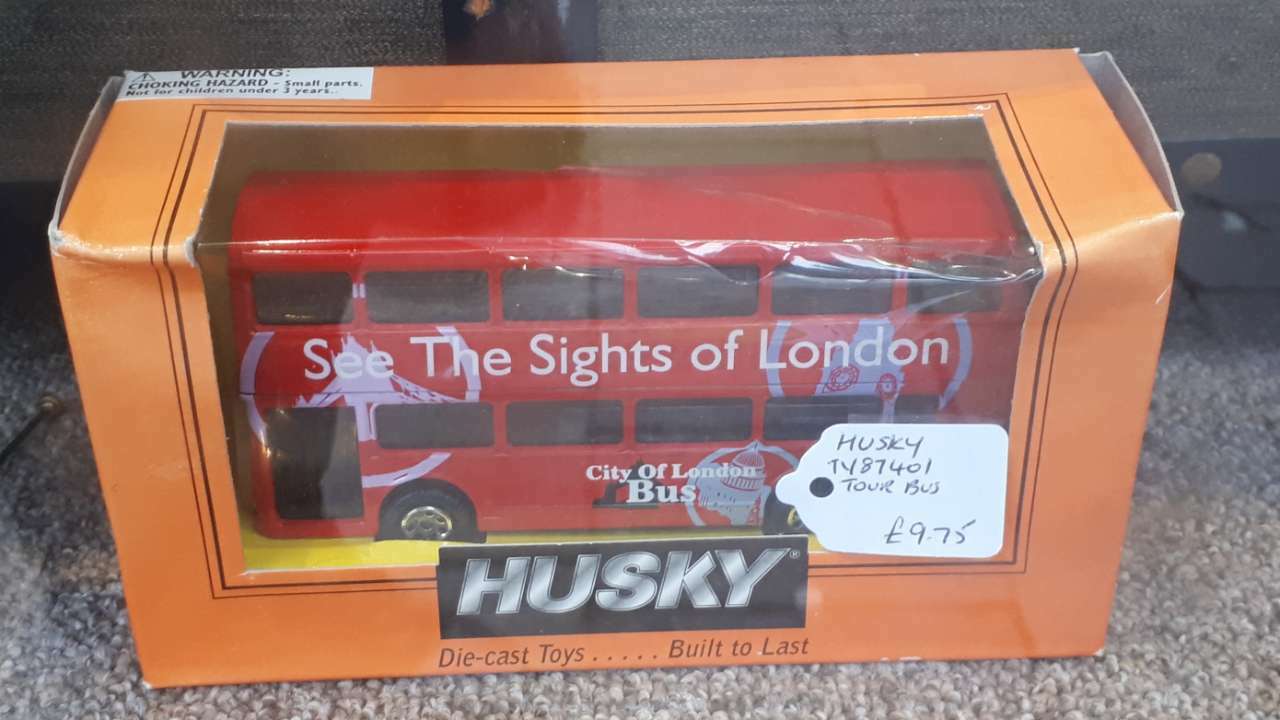 WARNING:
CHOKING HAZARD - Small parts.
Not for children under 3 years..
See The Sights of London
City Of London
Bus
HUSKY
TY87401
TOUR BUS
£9.75
HUSKY®
Die-cast Toys ..... Built to Last